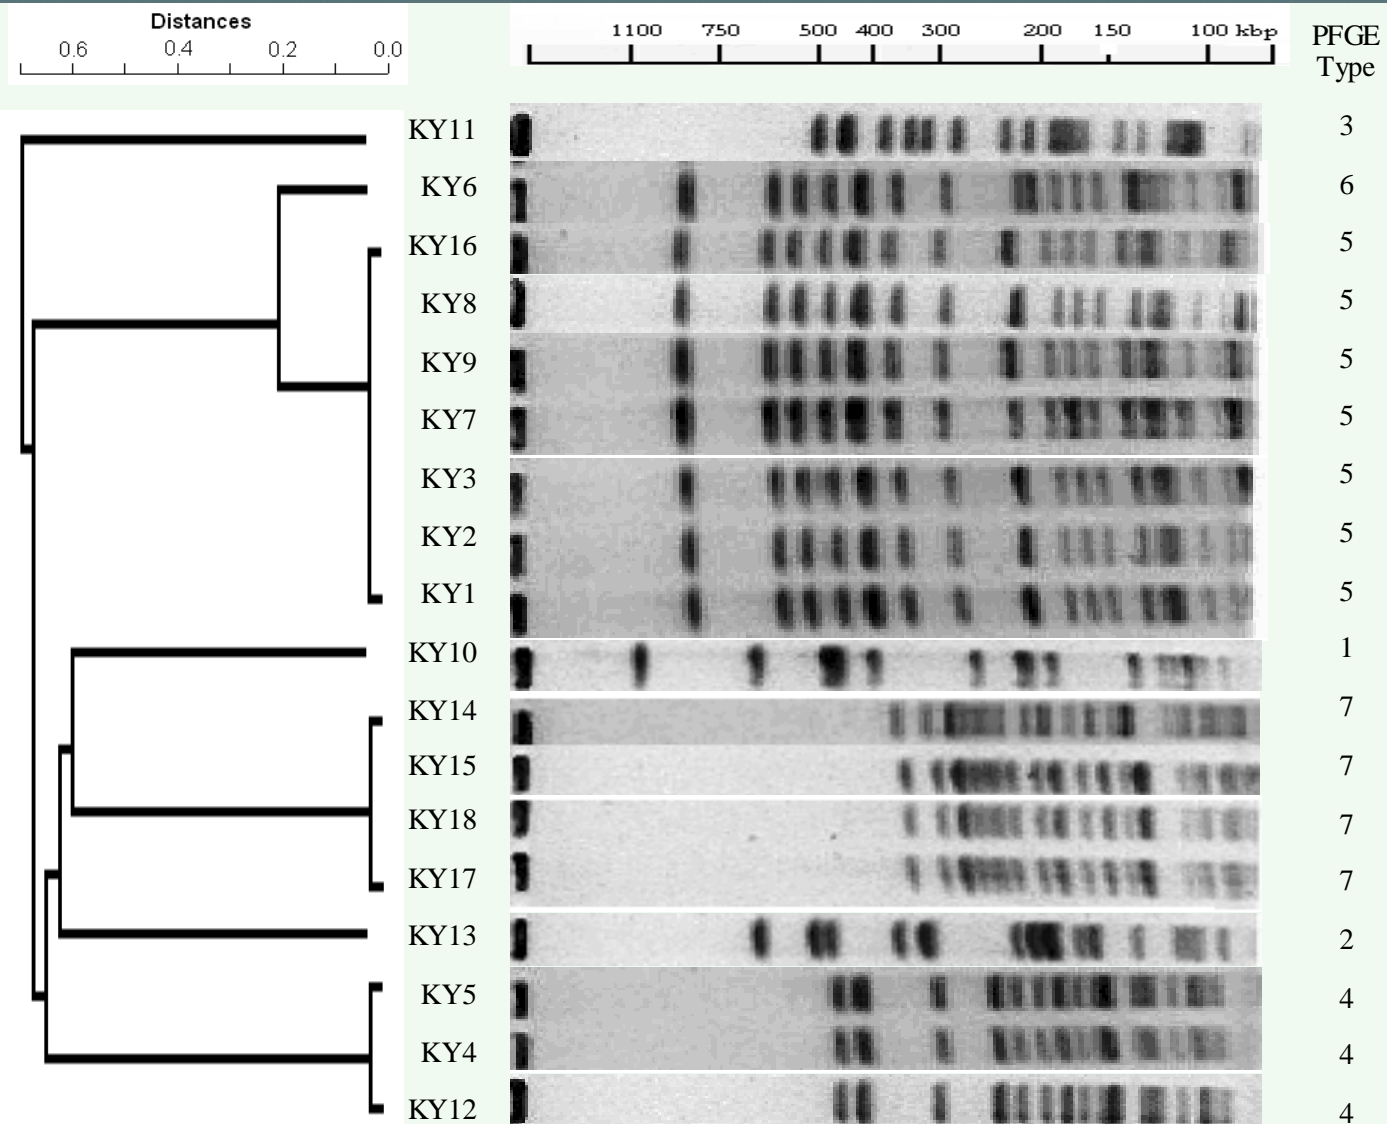 Distances
0.6 0.4 0.2 0.0
1100 750 500 400 300 200 150 100 kbp
PFGE
Type
KY11 3
KY6 6
KY16 5
KY8 5
KY9 5
KY7 5
KY3 5
KY2 5
KY1 5
KY10 1
KY14 7
KY15 7
KY18 7
KY17 7
KY13 2
KY5 4
KY4 4
KY12 4